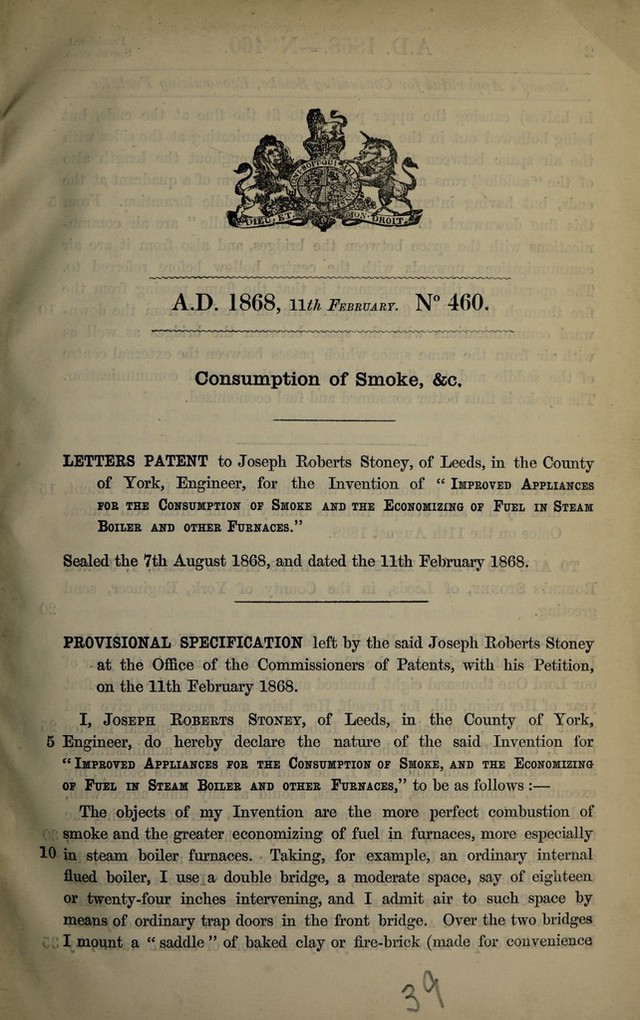 DIEU ET MON DROIT
A.D. 1868, 11th February. Nº 460.
Consumption of Smoke, &c.
LETTERS PATENT to Joseph Roberts Stoney, of Leeds, in the County
of York, Engineer, for the Invention of “ Improved Appliances
for the Consumption of Smoke and the Economizing of Fuel in Steam
Boiler and other Furnaces.”
Sealed the 7th August 1868, and dated the 11th February 1868.
PROVISIONAL SPECIFICATION left by the said Joseph Roberts Stoney
at the Office of the Commissioners of Patents, with his Petition,
on the 11th February 1868.
I, Joseph Roberts Stoney, of Leeds, in the County of York,
5 Engineer, do hereby declare the nature of the said Invention for
“ Improved Appliances for the Consumption of Smoke, and the Economizing
of Fuel in Steam Boiler and other Furnaces,” to be as follows :—
The objects of my Invention are the more perfect combustion of
smoke and the greater economizing of fuel in furnaces, more especially
10 in steam boiler furnaces. Taking, for example, an ordinary internal
flued boiler, I use a double bridge, a moderate space, say of eighteen
or twenty-four inches intervening, and I admit air to such space by
means of ordinary trap doors in the front bridge. Over the two bridges
I mount a “ saddle ” of baked clay or fire-brick (made for convenience
39